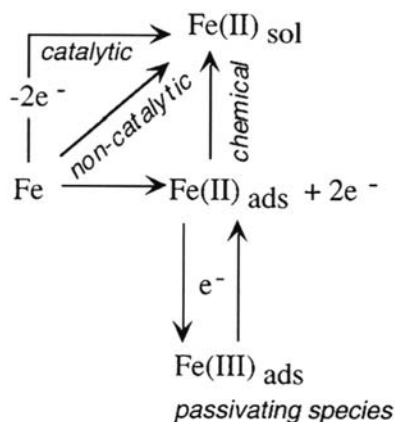 Fe(II) sol
catalytic
-2e⁻
non-catalytic
chemical
Fe
Fe(II) ads + 2e⁻
e⁻
Fe(III) ads
passivating species